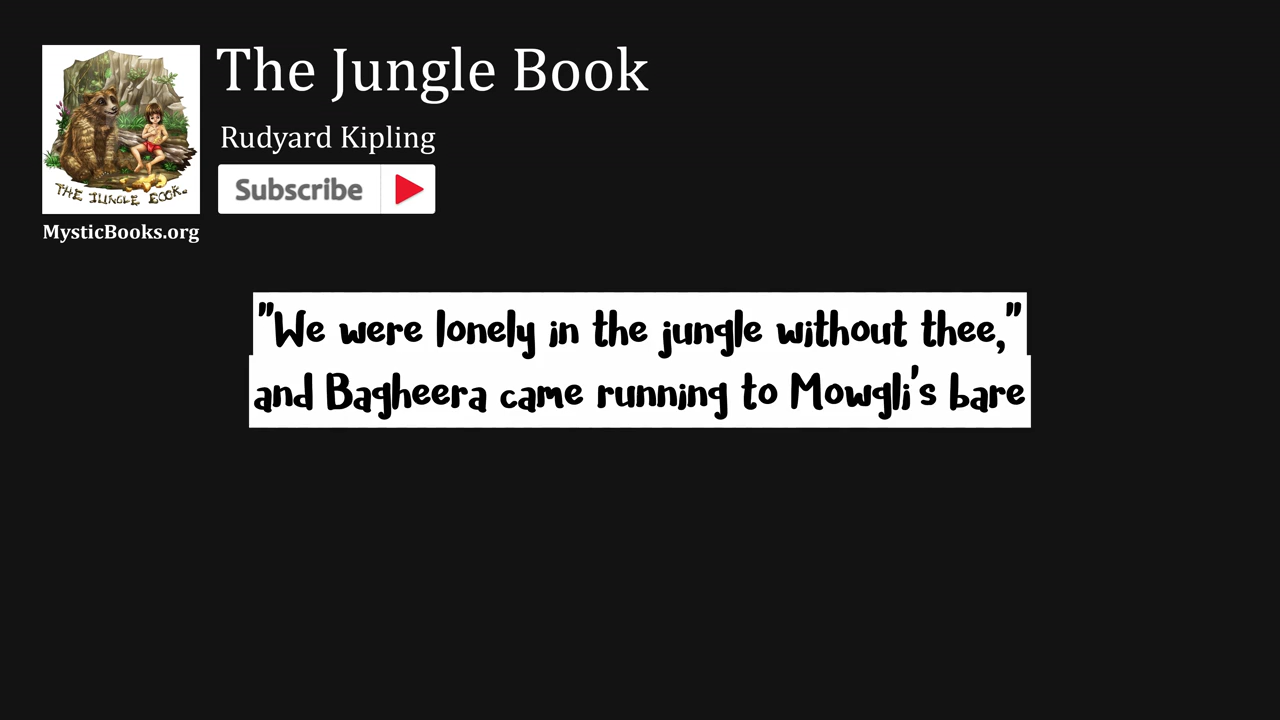 The Jungle Book
Rudyard Kipling
Subscribe
THE JUNGLE BOOK.
MysticBooks.org
"We were lonely in the jungle without thee,"
and Bagheera came running to Mowgli's bare